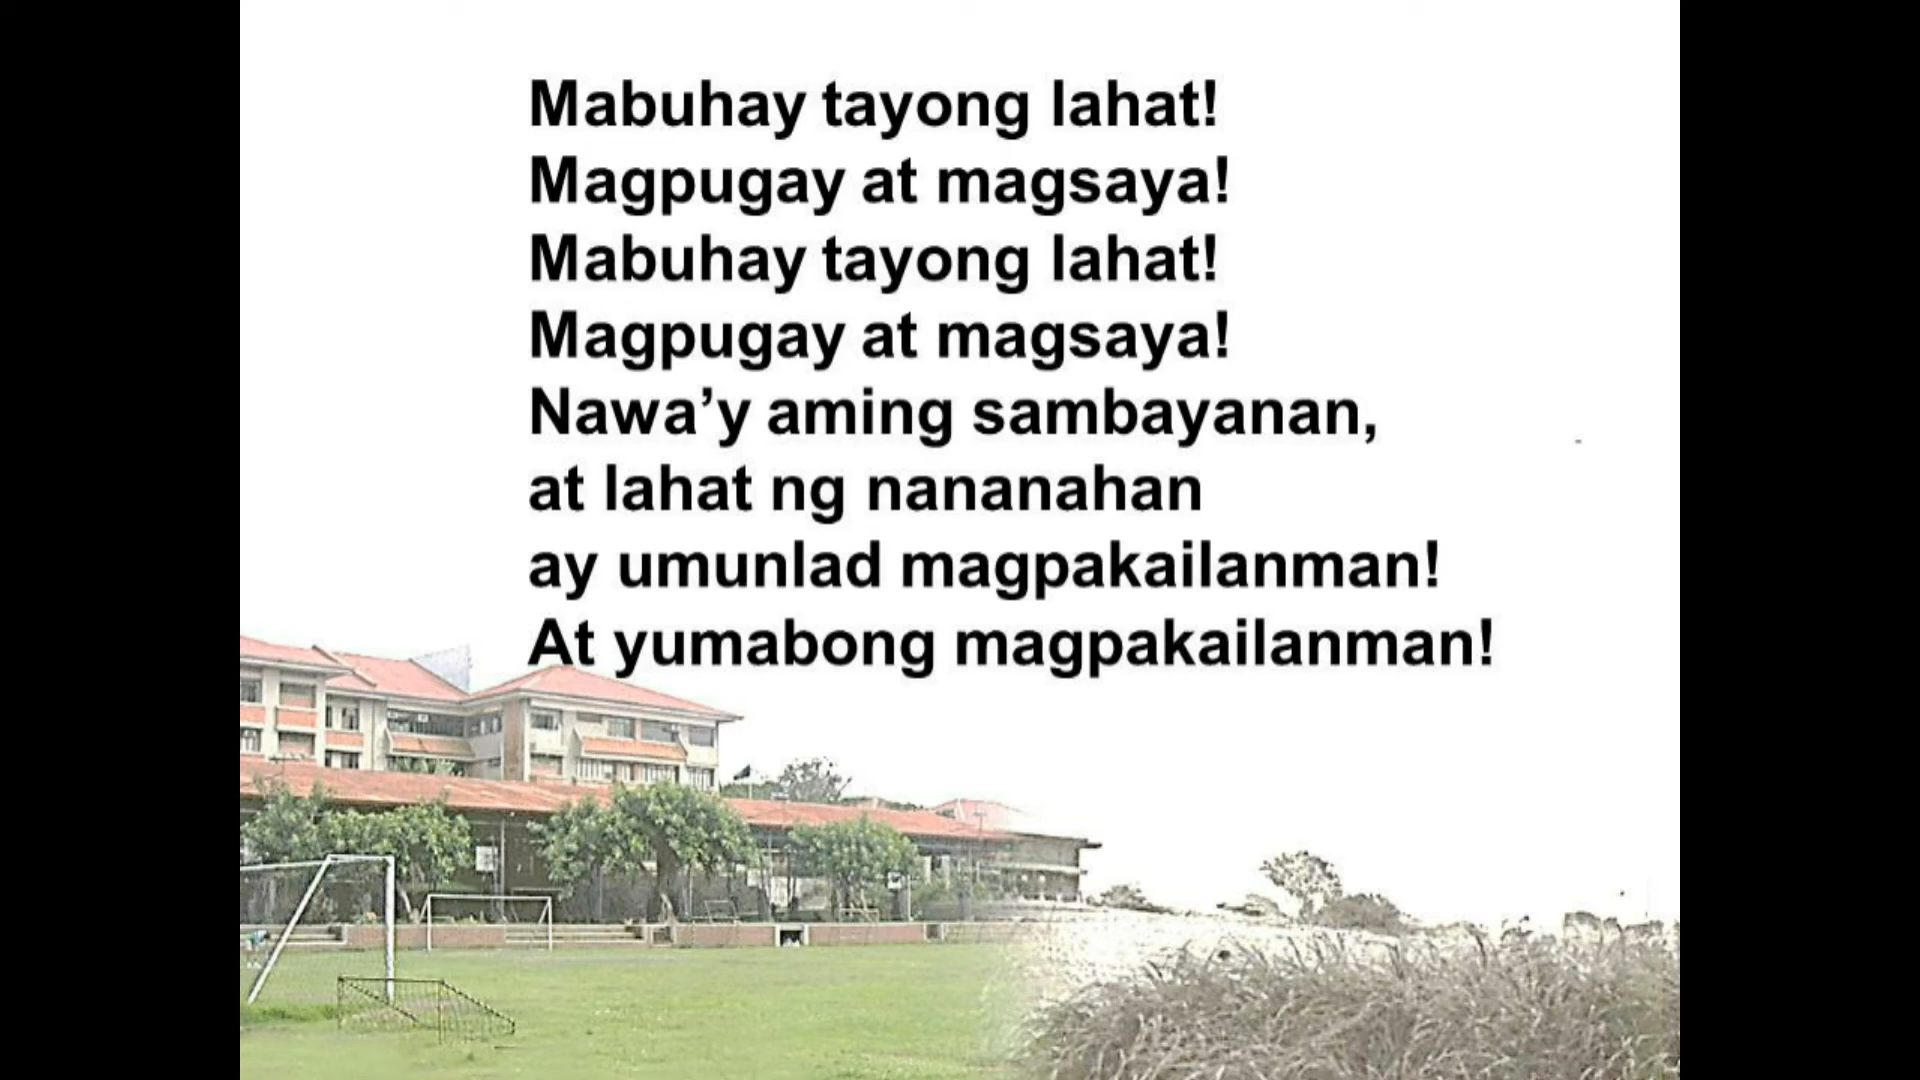 Mabuhay tayong lahat!
Magpugay at magsaya!
Mabuhay tayong lahat!
Magpugay at magsaya!
Nawa’y aming sambayanan,
at lahat ng nananahan
ay umunlad magpakailanman!
At yumabong magpakailanman!